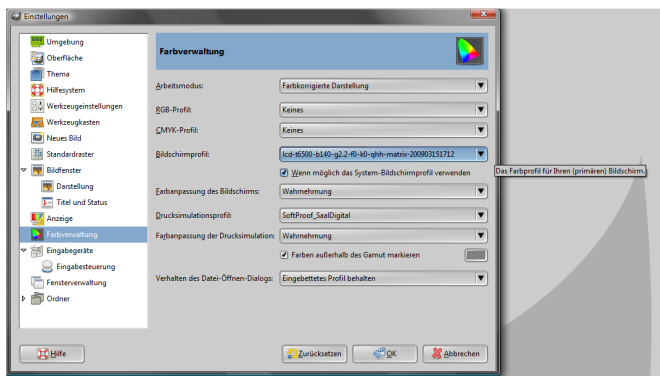 Einstellungen
Umgebung
Oberfläche
Thema
Hilfesystem
Werkzeugeinstellungen
Werkzeugkasten
Neues Bild
Standardraster
Bildfenster
Darstellung
Titel und Status
Anzeige
Farbverwaltung
Eingabegeräte
Eingabesteuerung
Fensterverwaltung
Ordner
Farbverwaltung
Arbeitsmodus: Farbkorrigierte Darstellung
RGB-Profil: Keines
CMYK-Profil: Keines
Bildschirmprofil: lcd-t6500-b140-g2.2-f0-k0-qhh-matrix-200903151712
Wenn möglich das System-Bildschirmprofil verwenden
Das Farbprofil für Ihren (primären) Bildschirm.
Farbanpassung des Bildschirms: Wahrnehmung
Drucksimulationsprofil: SoftProof_SaalDigital
Farbanpassung der Drucksimulation: Wahrnehmung
Farben außerhalb des Gamut markieren
Verhalten des Datei-Öffnen-Dialogs: Eingebettetes Profil behalten
Hilfe
Zurücksetzen
OK
Abbrechen